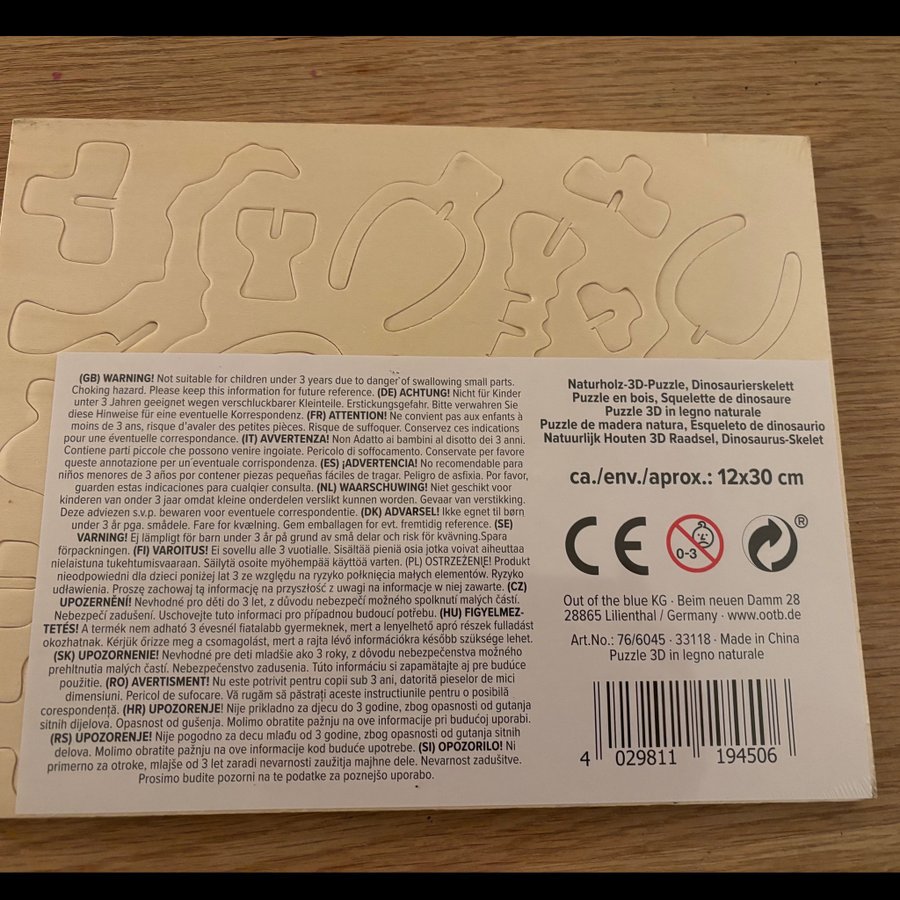 (GB) WARNING! Not suitable for children under 3 years due to danger of swallowing small parts.
Choking hazard. Please keep this information for future reference. (DE) ACHTUNG! Nicht für Kinder
unter 3 Jahren geeignet wegen verschluckbarer Kleinteile. Erstickungsgefahr. Bitte verwahren Sie
diese Hinweise für eine eventuelle Korrespondenz. (FR) ATTENTION! Ne convient pas aux enfants à
moins de 3 ans, risque d'avaler des petites pièces. Risque de suffoquer. Conservez ces indications
pour une éventuelle correspondance. (IT) AVVERTENZA! Non Adatto ai bambini al disotto dei 3 anni.
Contiene parti piccole che possono venire ingoiate. Pericolo di soffocamento. Conservate per favore
queste annotazione per un eventuale corrispondenza. (ES) ¡ADVERTENCIA! No recomendable para
niños menores de 3 años por contener piezas pequeñas fáciles de tragar. Peligro de asfixia. Por favor,
guarden estas indicaciones para cualquier consulta. (NL) WAARSCHUWING! Niet geschikt voor
kinderen van onder 3 jaar omdat kleine onderdelen verslikt kunnen worden. Gevaar van verstikking.
Deze adviezen s.v.p. bewaren voor eventuele correspondentie. (DK) ADVARSEL! Ikke egnet til børn
under 3 år pga. smådele. Fare for kvælning. Gem emballagen for evt. fremtidig reference. (SE)
VARNING! Ej lämpligt för barn under 3 år på grund av små delar och risk för kvävning.Spara
förpackningen. (FI) VAROITUS! Ei sovellu alle 3 vuotialle. Sisältää pieniä osia jotka voivat aiheuttaa
nielaistuna tukehtumisvaaraan. Säilytä osoite myöhempää käyttöä varten. (PL) OSTRZEŻENIE! Produkt
nieodpowiedni dla dzieci poniżej lat 3 ze względu na ryzyko połknięcia małych elementów. Ryzyko
udławienia. Proszę zachowaj tą informację na przyszłość z uwagi na informacje w niej zawarte. (CZ)
UPOZERNĚNÍ! Nevhodné pro děti do 3 let, z důvodu nebezpečí možného spolknutí malých částí.
Nebezpečí zadušení. Uschovejte tuto informaci pro případnou budoucí potřebu. (HU) FIGYELMEZ-
TETÉS! A termék nem adható 3 évesnél fiatalabb gyermeknek, mert a lenyelhető apró részek fulladást
okozhatnak. Kérjük őrizze meg a csomagolást, mert a rajta lévő információkra később szüksége lehet.
(SK) UPOZORNENIE! Nevhodné pre deti mladšie ako 3 roky, z dôvodu nebezpečenstva možného
prehltnutia malých častí. Nebezpečenstvo zadusenia. Túto informáciu si zapamätajte aj pre budúce
použitie. (RO) AVERTISMENT! Nu este potrivit pentru copii sub 3 ani, datorită pieselor de mici
dimensiuni. Pericol de sufocare. Vă rugăm să păstrați aceste instructiunile pentru o posibilă
corespondență. (HR) UPOZORENJE! Nije prikladno za djecu do 3 godine, zbog opasnosti od gutanja
sitnih dijelova. Opasnost od gušenja. Molimo obratite pažnju na ove informacije pri budućoj uporabi.
(RS) UPOZORENJE! Nije pogodno za decu mlađu od 3 godine, zbog opasnosti od gutanja sitnih
delova. Molimo obratite pažnju na ove informacije kod buduće upotrebe. (SI) OPOZORILO! Ni
primerno za otroke, mlajše od 3 let zaradi nevarnosti zaužitja majhne dele. Nevarnost zadušitve.
Prosimo budite pozorni na te podatke za poznejšo uporabo.
Naturholz-3D-Puzzle, Dinosaurierskelett
Puzzle en bois, Squelette de dinosaure
Puzzle 3D in legno naturale
Puzzle de madera natura, Esqueleto de dinosaurio
Natuurlijk Houten 3D Raadsel, Dinosaurus-Skelet
ca./env./aprox.: 12x30 cm
CE 0-3 ®
Out of the blue KG · Beim neuen Damm 28
28865 Lilienthal / Germany · www.ootb.de
Art.No.: 76/6045 · 33118 · Made in China
Puzzle 3D in legno naturale
4 029811 194506